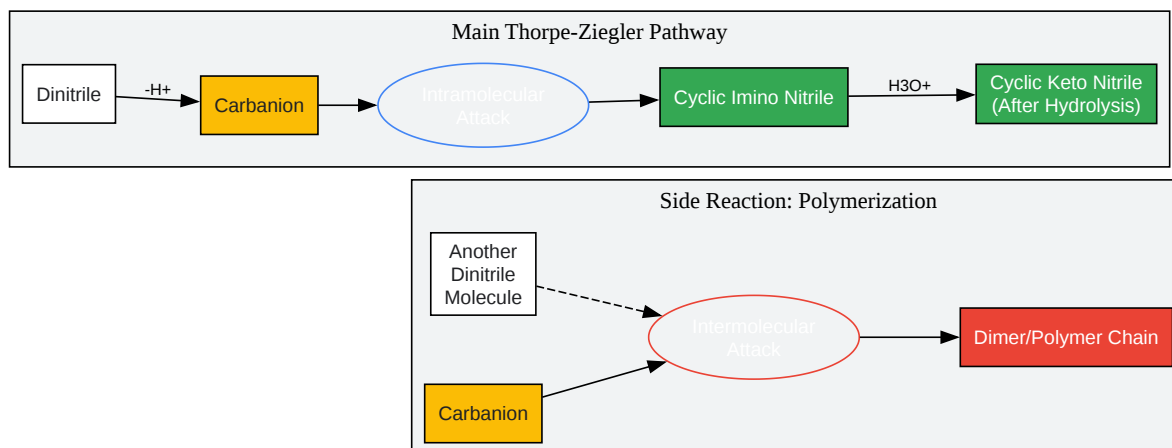 Main Thorpe-Ziegler Pathway
Dinitrile
-H+
Carbanion
Intramolecular
Attack
Cyclic Imino Nitrile
H3O+
Cyclic Keto Nitrile
(After Hydrolysis)
Side Reaction: Polymerization
Another
Dinitrile
Molecule
Carbanion
Intermolecular
Attack
Dimer/Polymer Chain